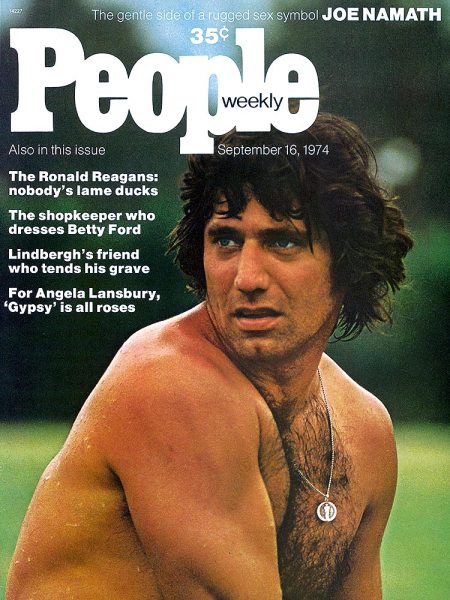 14227
The gentle side of a rugged sex symbol JOE NAMATH
35¢
People
weekly
Also in this issue
September 16, 1974
The Ronald Reagans:
nobody's lame ducks
The shopkeeper who
dresses Betty Ford
Lindbergh's friend
who tends his grave
For Angela Lansbury,
‘Gypsy’ is all roses